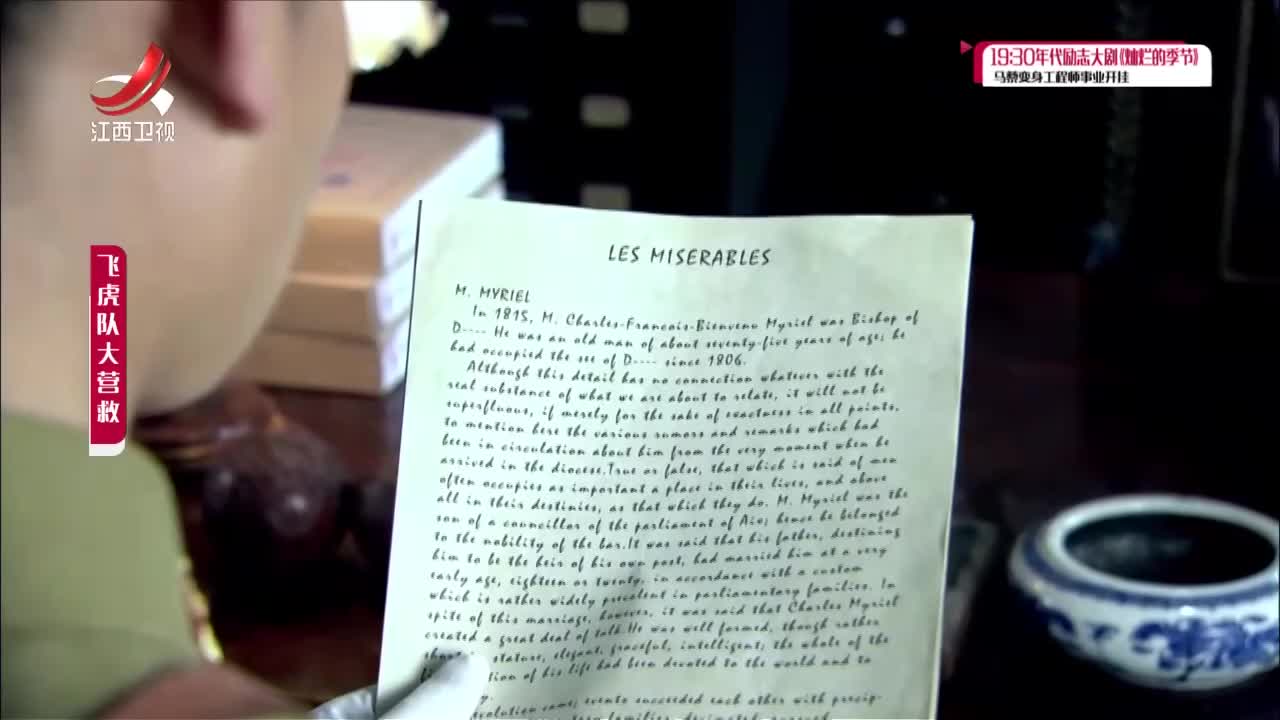 江西卫视
19:30年代励志大剧《灿烂的季节》
马燊变身工程师事业开挂
飞虎队大营救
LES MISERABLES
M. MYRIEL
In 1815, M. Charles-Francois-Bienvenu Myriel was Bishop of
D---- He was an old man of about seventy-five years of age; he
had occupied the see of D---- since 1806.
Although this detail has no connection whatever with the
real substance of what we are about to relate, it will not be
superfluous, if merely for the sake of exactness in all points,
to mention here the various rumors and remarks which had
been in circulation about him from the very moment when he
arrived in the diocese.True or false, that which is said of men
often occupies as important a place in their lives, and above
all in their destinies, as that which they do. M. Myriel was the
son of a councillor of the parliament of Aix; hence he belonged
to the nobility of the bar.It was said that his father, destining
him to be the heir of his own post, had married him at a very
early age, eighteen or twenty, in accordance with a custom
which is rather widely prevalent in parliamentary families. In
spite of this marriage, however, it was said that Charles Myriel
created a great deal of talk.He was well formed, though rather
stature, elegant, graceful, intelligent; the whole of the
tion of his life had been devoted to the world and to
y.
evolution came; events succeeded each other with precip-
families, decimated, pursued